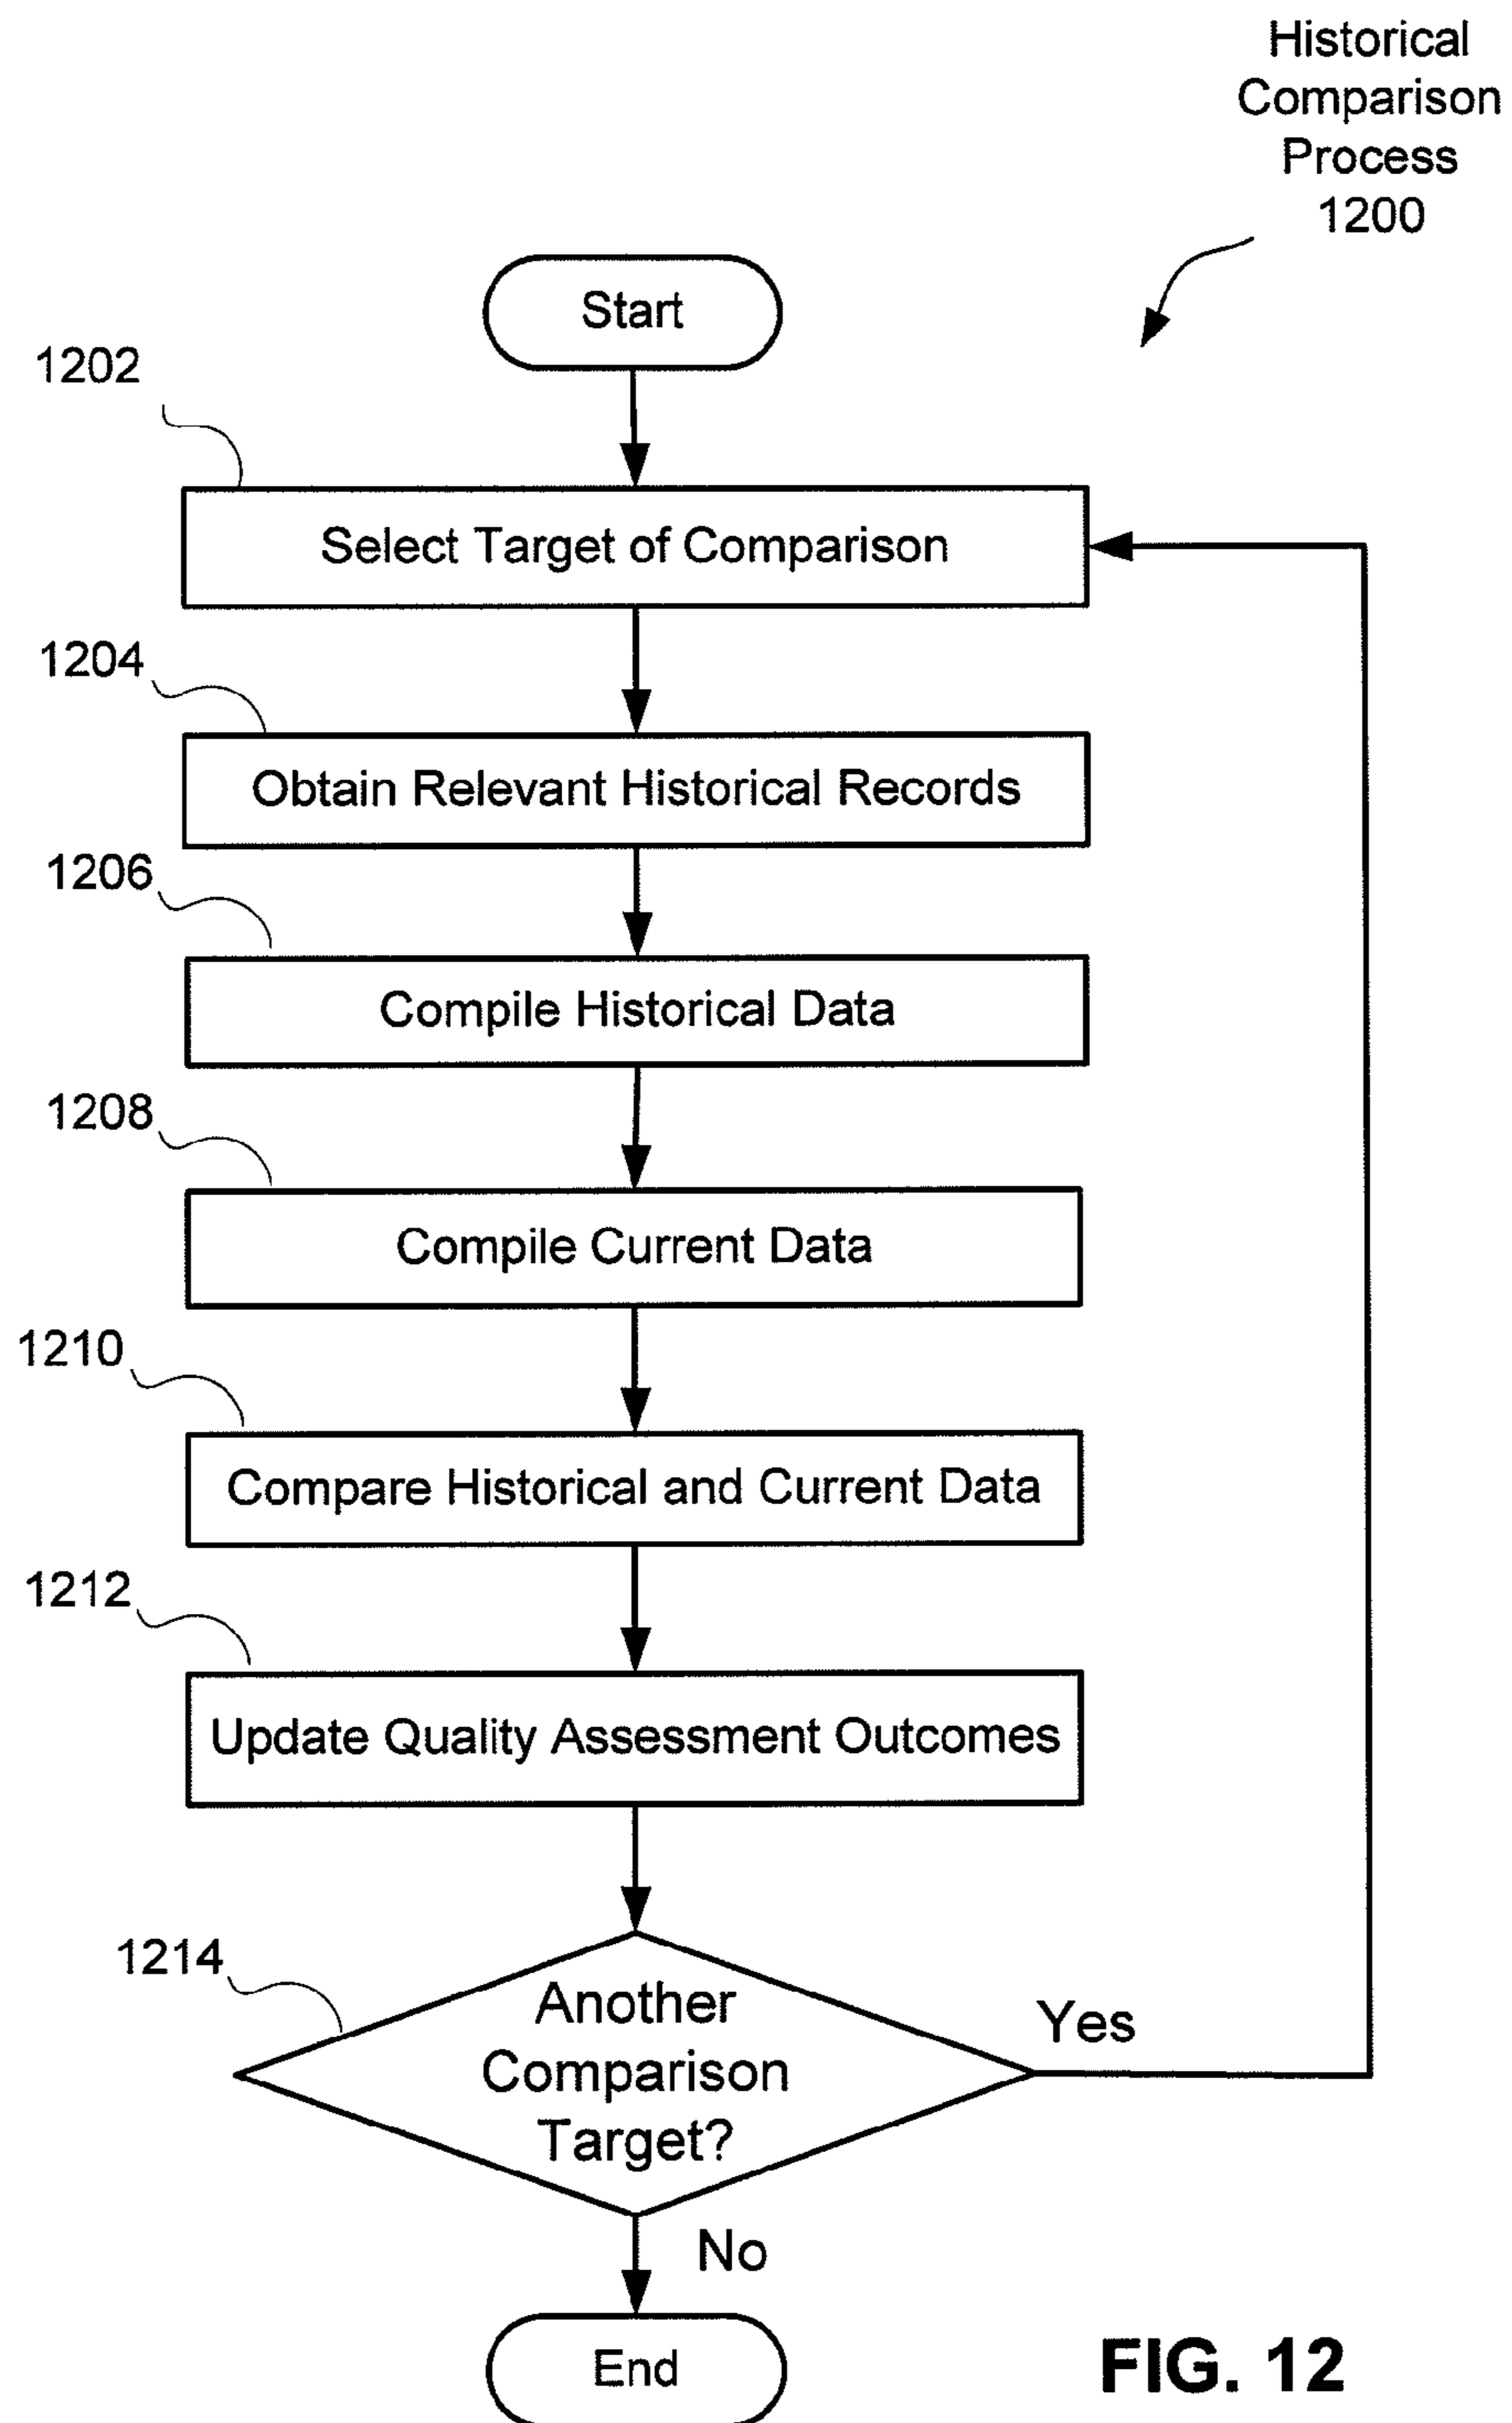 Historical
Comparison
Process
1200
Start
1202
Select Target of Comparison
1204
Obtain Relevant Historical Records
1206
Compile Historical Data
1208
Compile Current Data
1210
Compare Historical and Current Data
1212
Update Quality Assessment Outcomes
1214
Another
Comparison
Target?
Yes
No
End
FIG. 12